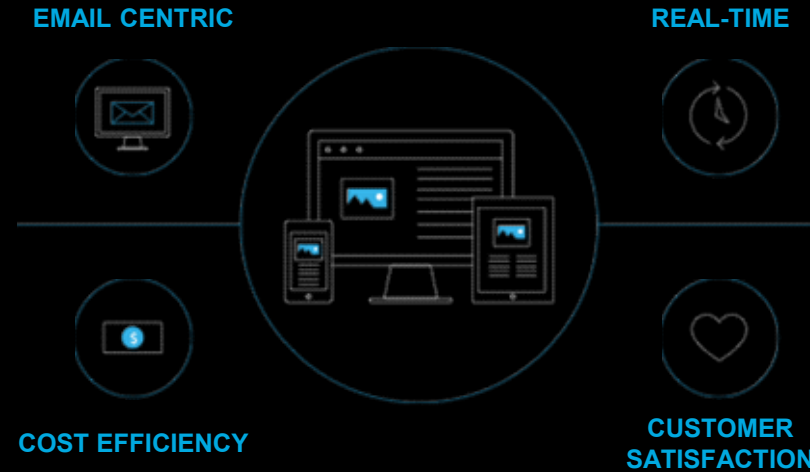 EMAIL CENTRIC
REAL-TIME
$
COST EFFICIENCY
CUSTOMER
SATISFACTION